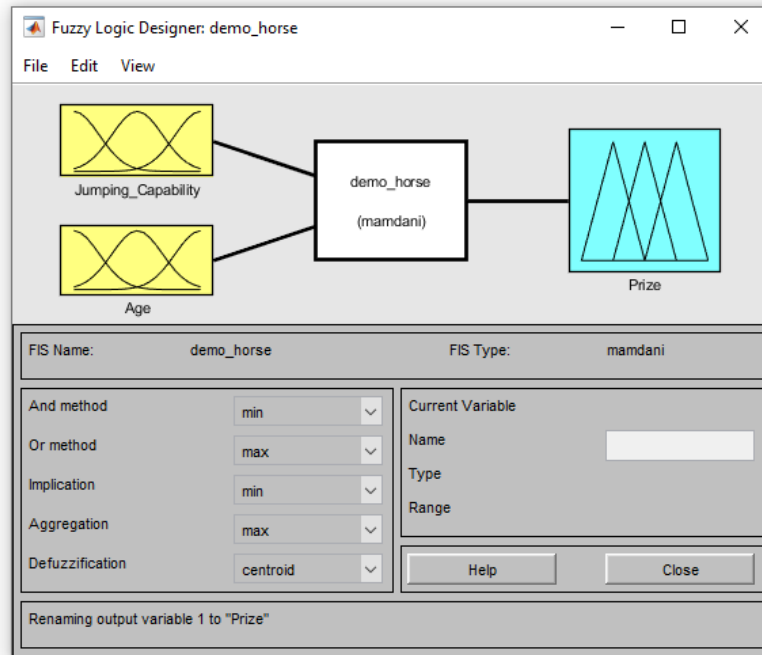 Fuzzy Logic Designer: demo_horse
File Edit View
Jumping_Capability
demo_horse
(mamdani)
Age
Prize
FIS Name: demo_horse FIS Type: mamdani
And method min
Or method max
Implication min
Aggregation max
Defuzzification centroid
Current Variable
Name
Type
Range
Help Close
Renaming output variable 1 to "Prize"